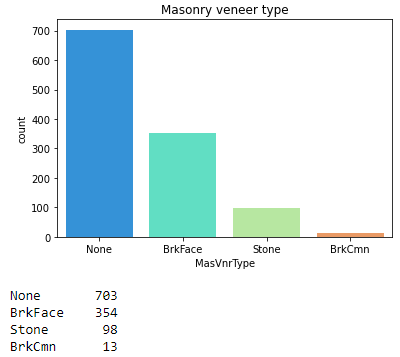 Masonry veneer type
700
600
500
400
300
200
100
0
count
None BrkFace Stone BrkCmn
MasVnrType
None 703
BrkFace 354
Stone 98
BrkCmn 13